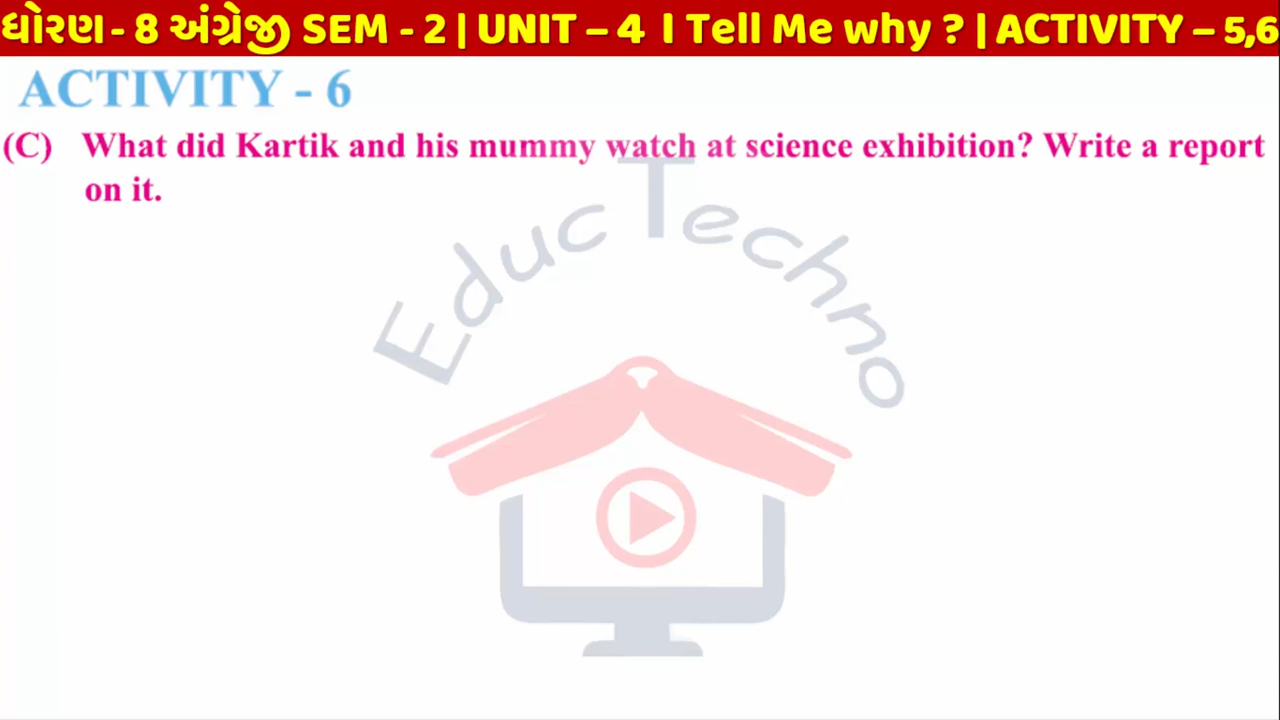 ધોરણ - 8 અંગ્રેજી SEM - 2 | UNIT – 4 l Tell Me why ? | ACTIVITY – 5,6
ACTIVITY - 6
(C) What did Kartik and his mummy watch at science exhibition? Write a report
on it.
EducTechno